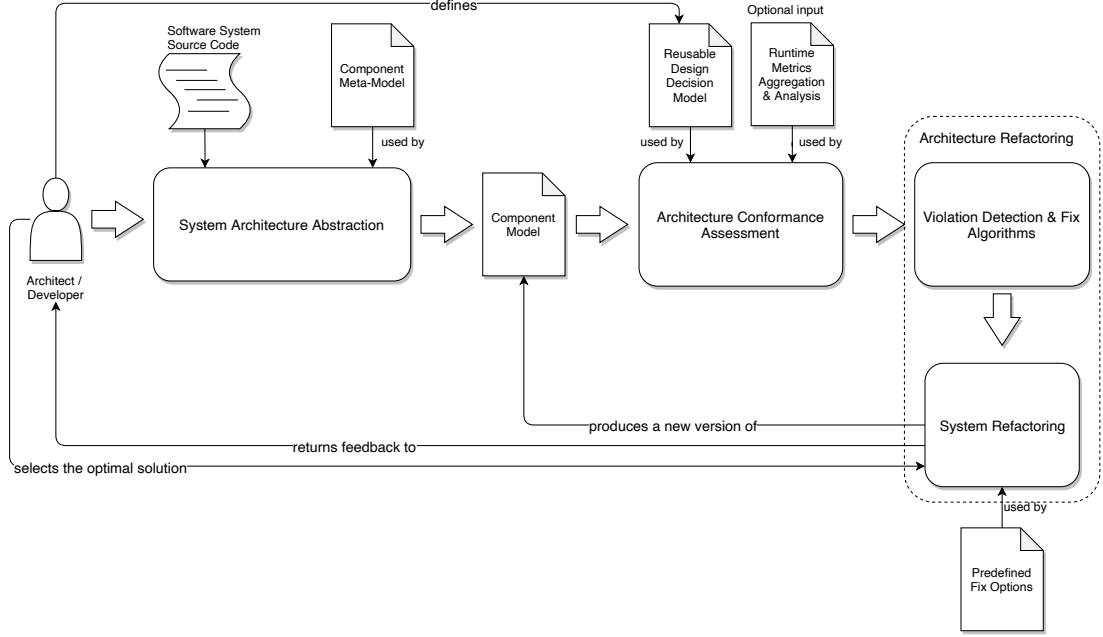 defines
Optional input
Software System
Source Code
Component
Meta-Model
Reusable
Design
Decision
Model
Runtime
Metrics
Aggregation
& Analysis
used by
used by
used by
Architecture Refactoring
System Architecture Abstraction
Component
Model
Architecture Conformance
Assessment
Violation Detection & Fix
Algorithms
Architect /
Developer
produces a new version of
System Refactoring
returns feedback to
selects the optimal solution
used by
Predefined
Fix Options